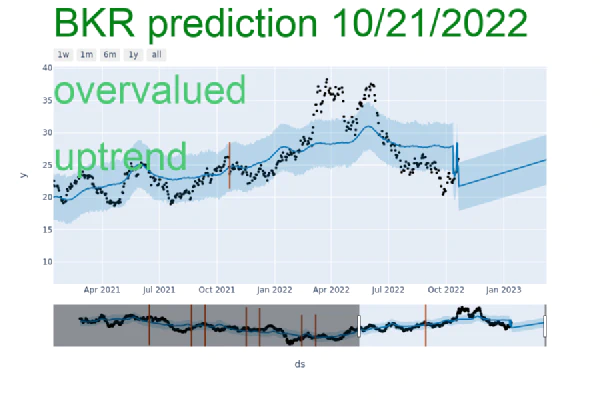 BKR prediction 10/21/2022
1w 1m 6m 1y all
40
overvalued
35
30
uptrend
25
y
20
15
10
Apr 2021 Jul 2021 Oct 2021 Jan 2022 Apr 2022 Jul 2022 Oct 2022 Jan 2023
ds